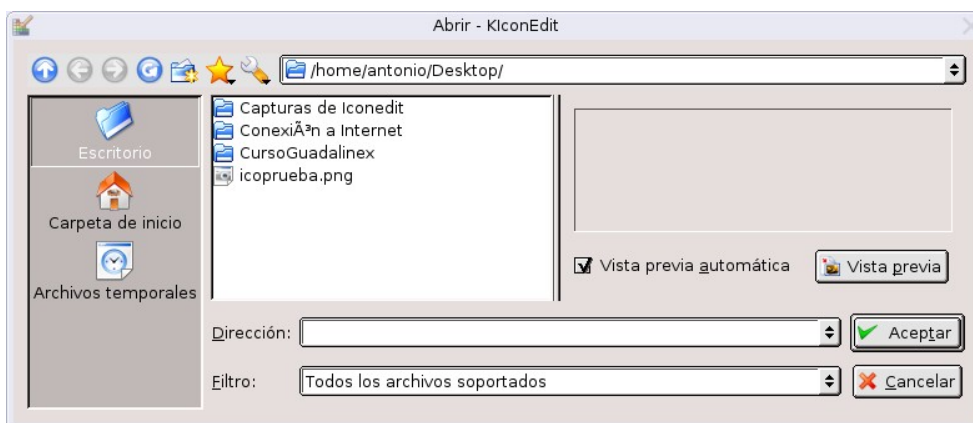 Abrir - KIconEdit
/home/antonio/Desktop/
Escritorio
Carpeta de inicio
Archivos temporales
Capturas de Iconedit
ConexiÃ³n a Internet
CursoGuadalinex
icoprueba.png
Vista previa automática
Vista previa
Dirección:
Aceptar
Filtro:
Todos los archivos soportados
Cancelar